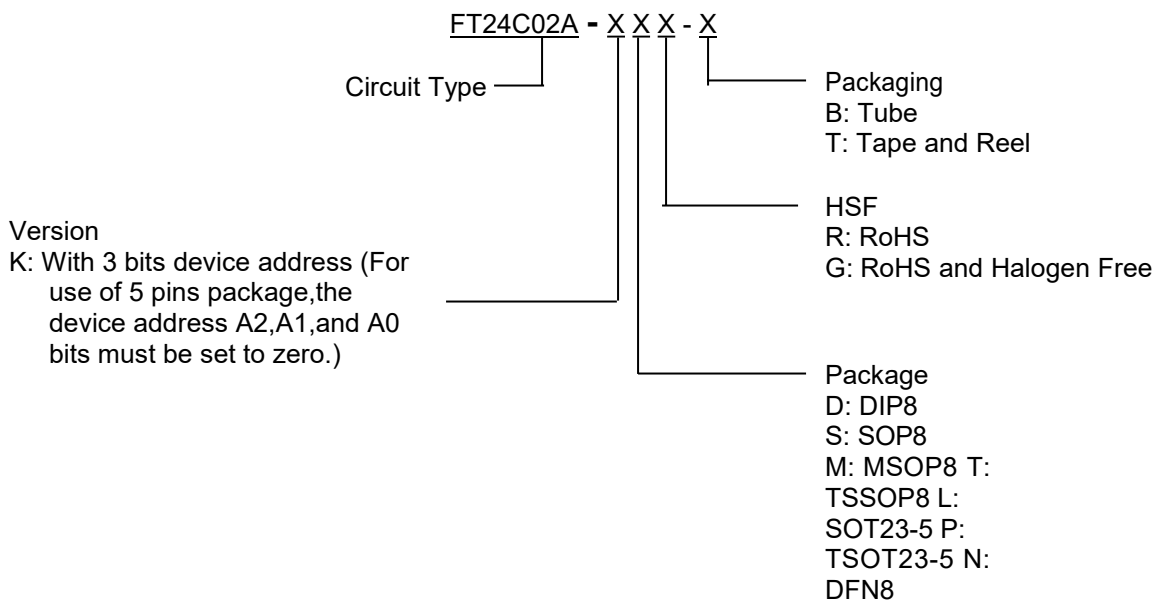 FT24C02A - X X X - X
Circuit Type
Packaging
B: Tube
T: Tape and Reel
HSF
R: RoHS
G: RoHS and Halogen Free
Version
K: With 3 bits device address (For
use of 5 pins package,the
device address A2,A1,and A0
bits must be set to zero.)
Package
D: DIP8
S: SOP8
M: MSOP8 T:
TSSOP8 L:
SOT23-5 P:
TSOT23-5 N:
DFN8